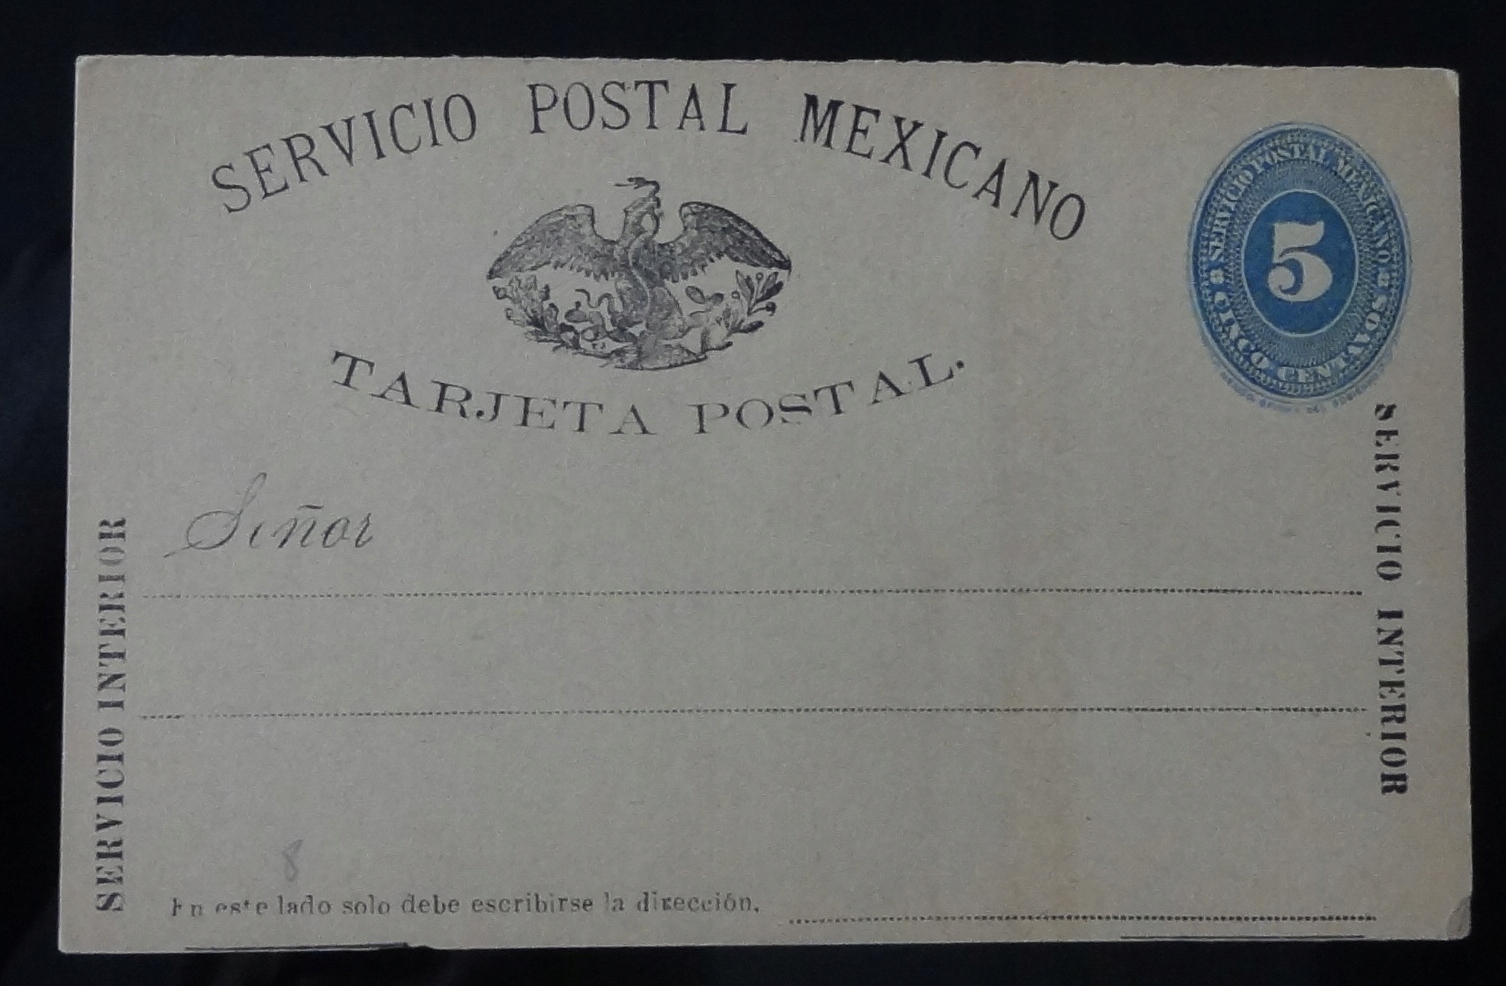 SERVICIO POSTAL MEXICANO
SERVICIO POSTAL MEXICANO
5
CINCO CENTAVOS
TARJETA POSTAL.
Señor
SERVICIO INTERIOR
SERVICIO INTERIOR
8
En este lado solo debe escribirse la dirección.